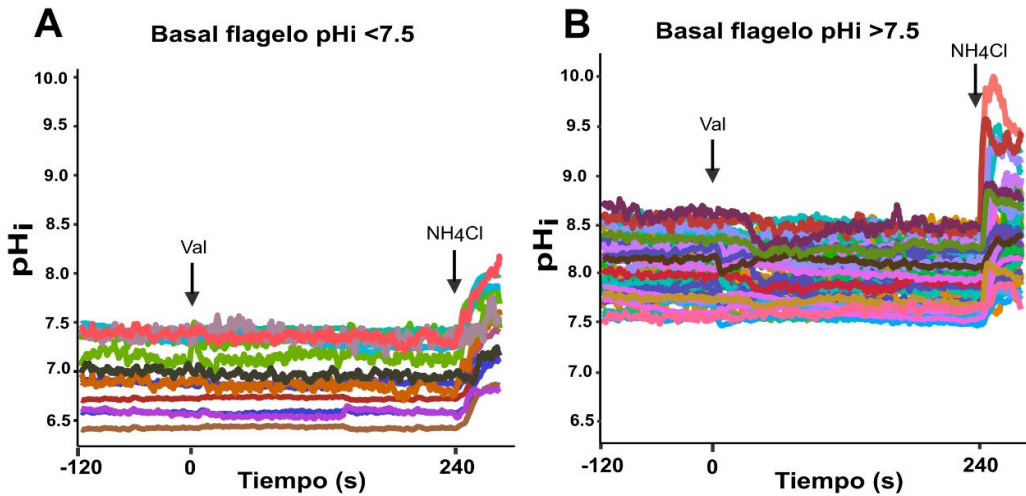 A
Basal flagelo pHi <7.5
10.0
9.5
9.0
8.5
8.0
7.5
7.0
6.5
pHi
Val
NH4Cl
-120
0
240
Tiempo (s)
B
Basal flagelo pHi >7.5
10.0
9.5
9.0
8.5
8.0
7.5
7.0
6.5
pHi
Val
NH4Cl
-120
0
240
Tiempo (s)